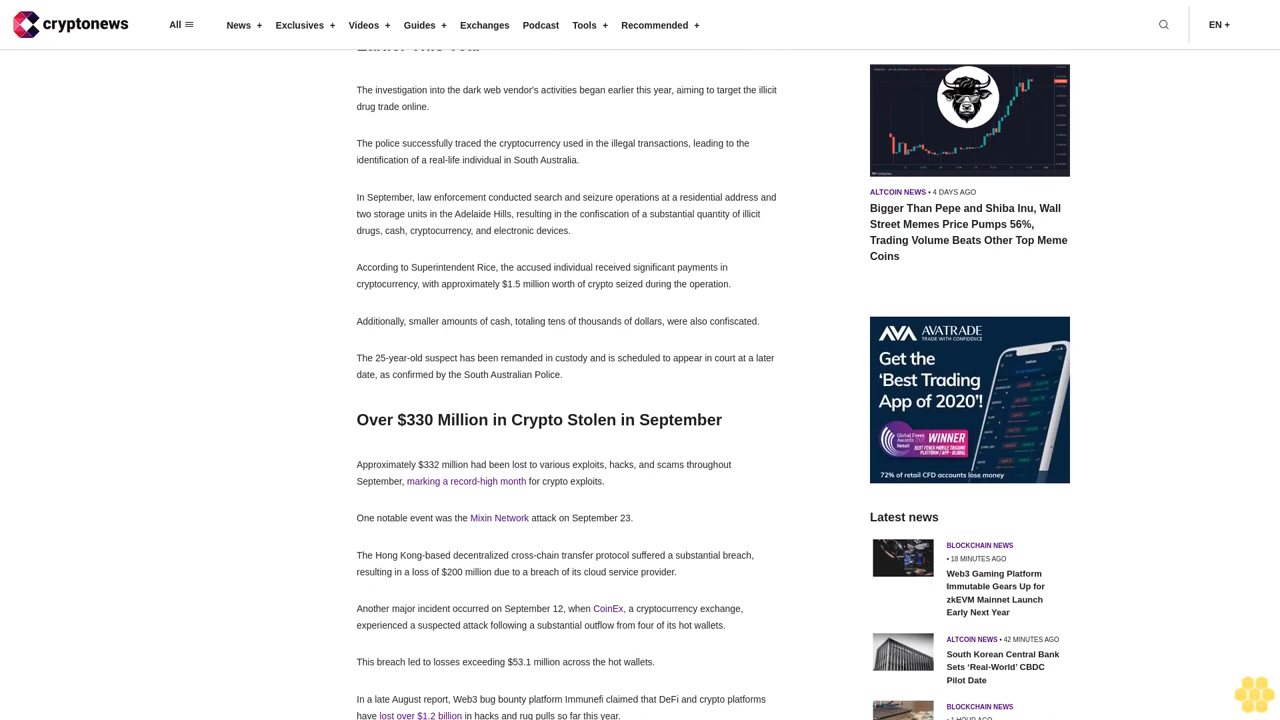 cryptonews
All
News +
Exclusives +
Videos +
Guides +
Exchanges
Podcast
Tools +
Recommended +
EN +
Earlier This Year
The investigation into the dark web vendor's activities began earlier this year, aiming to target the illicit
drug trade online.
The police successfully traced the cryptocurrency used in the illegal transactions, leading to the
identification of a real-life individual in South Australia.
In September, law enforcement conducted search and seizure operations at a residential address and
two storage units in the Adelaide Hills, resulting in the confiscation of a substantial quantity of illicit
drugs, cash, cryptocurrency, and electronic devices.
According to Superintendent Rice, the accused individual received significant payments in
cryptocurrency, with approximately $1.5 million worth of crypto seized during the operation.
Additionally, smaller amounts of cash, totaling tens of thousands of dollars, were also confiscated.
The 25-year-old suspect has been remanded in custody and is scheduled to appear in court at a later
date, as confirmed by the South Australian Police.
Over $330 Million in Crypto Stolen in September
Approximately $332 million had been lost to various exploits, hacks, and scams throughout
September, marking a record-high month for crypto exploits.
One notable event was the Mixin Network attack on September 23.
The Hong Kong-based decentralized cross-chain transfer protocol suffered a substantial breach,
resulting in a loss of $200 million due to a breach of its cloud service provider.
Another major incident occurred on September 12, when CoinEx, a cryptocurrency exchange,
experienced a suspected attack following a substantial outflow from four of its hot wallets.
This breach led to losses exceeding $53.1 million across the hot wallets.
In a late August report, Web3 bug bounty platform Immunefi claimed that DeFi and crypto platforms
have lost over $1.2 billion in hacks and rug pulls so far this year.
ALTCOIN NEWS • 4 DAYS AGO
Bigger Than Pepe and Shiba Inu, Wall
Street Memes Price Pumps 56%,
Trading Volume Beats Other Top Meme
Coins
AVA AVATRADE
TRADE WITH CONFIDENCE
Get the
'Best Trading
App of 2020'!
Global Forex
Awards
Retail
WINNER
BEST FOREX MOBILE TRADING
PLATFORM / APP - GLOBAL
72% of retail CFD accounts lose money
Latest news
BLOCKCHAIN NEWS
• 18 MINUTES AGO
Web3 Gaming Platform
Immutable Gears Up for
zkEVM Mainnet Launch
Early Next Year
ALTCOIN NEWS • 42 MINUTES AGO
South Korean Central Bank
Sets ‘Real-World’ CBDC
Pilot Date
BLOCKCHAIN NEWS
• 1 HOUR AGO